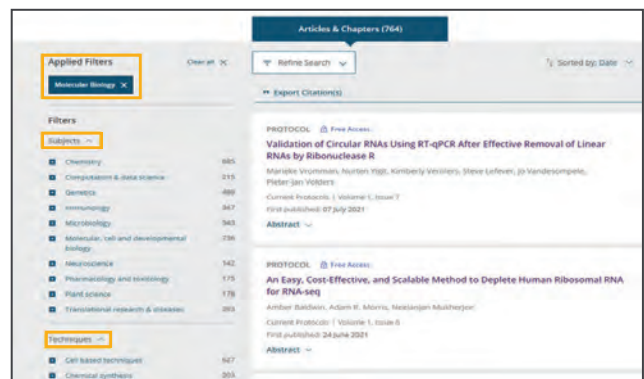 Articles & Chapters (764)
Applied Filters
Clear all ×
Refine Search
Sorted by: Date
Molecular Biology ×
Export Citation(s)
Filters
Subjects
Chemistry
Computation & data science 215
Genetics
Immunology
Microbiology 343
Molecular, cell and developmental biology
Neuroscience 142
Pharmacology and toxicology 175
Plant science 178
Translational research & diseases
Techniques
Cell based techniques 627
Chemical synthesis
PROTOCOL Free Access
Validation of Circular RNAs Using RT-qPCR After Effective Removal of Linear
RNAs by Ribonuclease R
Marieke Vromman, Nurten Yigit, Kimberly Verniers, Steve Lefever, Jo Vandesompele,
Pieter-Jan Volders
Current Protocols | Volume 1, Issue 7
First published: 07 July 2021
Abstract
PROTOCOL Free Access
An Easy, Cost-Effective, and Scalable Method to Deplete Human Ribosomal RNA
for RNA-seq
Amber Baldwin, Adam R. Morris, Neelanjan Mukherjee
Current Protocols | Volume 1, Issue 6
First published: 24 June 2021
Abstract